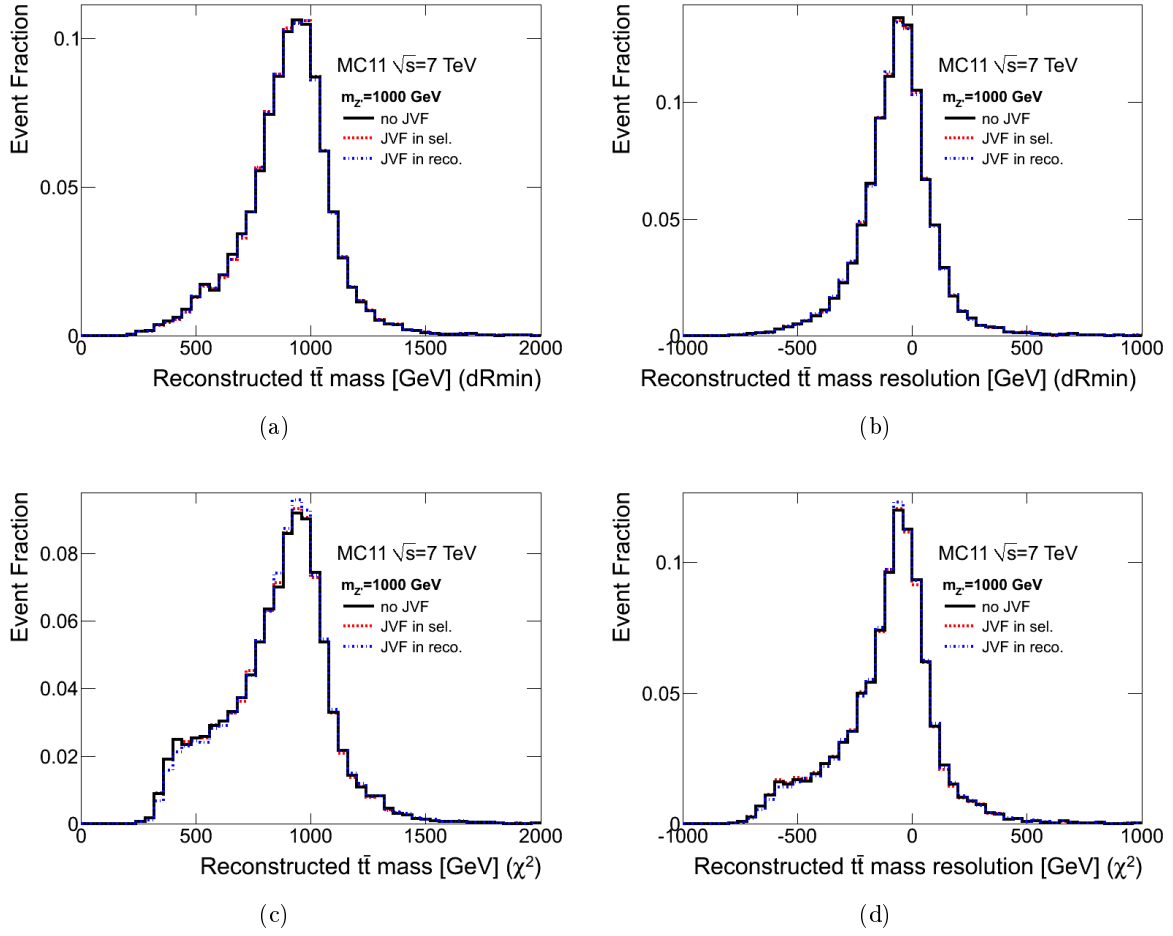 Event Fraction
0.1
0.05
0
MC11 √s=7 TeV
m_Z'=1000 GeV
no JVF
JVF in sel.
JVF in reco.
0 500 1000 1500 2000
Reconstructed tt̄ mass [GeV] (dRmin)
(a)
Event Fraction
0.1
0.05
0
MC11 √s=7 TeV
m_Z'=1000 GeV
no JVF
JVF in sel.
JVF in reco.
-1000 -500 0 500 1000
Reconstructed tt̄ mass resolution [GeV] (dRmin)
(b)
Event Fraction
0.08
0.06
0.04
0.02
0
MC11 √s=7 TeV
m_Z'=1000 GeV
no JVF
JVF in sel.
JVF in reco.
0 500 1000 1500 2000
Reconstructed tt̄ mass [GeV] (χ²)
(c)
Event Fraction
0.1
0.05
0
MC11 √s=7 TeV
m_Z'=1000 GeV
no JVF
JVF in sel.
JVF in reco.
-1000 -500 0 500 1000
Reconstructed tt̄ mass resolution [GeV] (χ²)
(d)